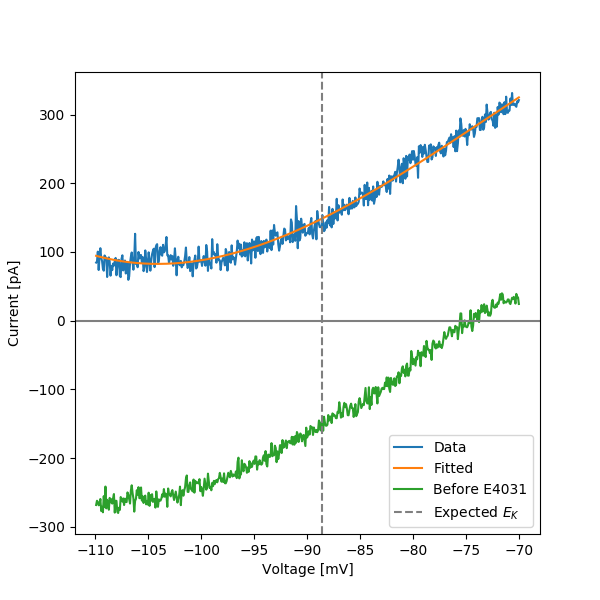 300
200
100
0
−100
−200
−300
Current [pA]
Data
Fitted
Before E4031
Expected E_K
−110 −105 −100 −95 −90 −85 −80 −75 −70
Voltage [mV]